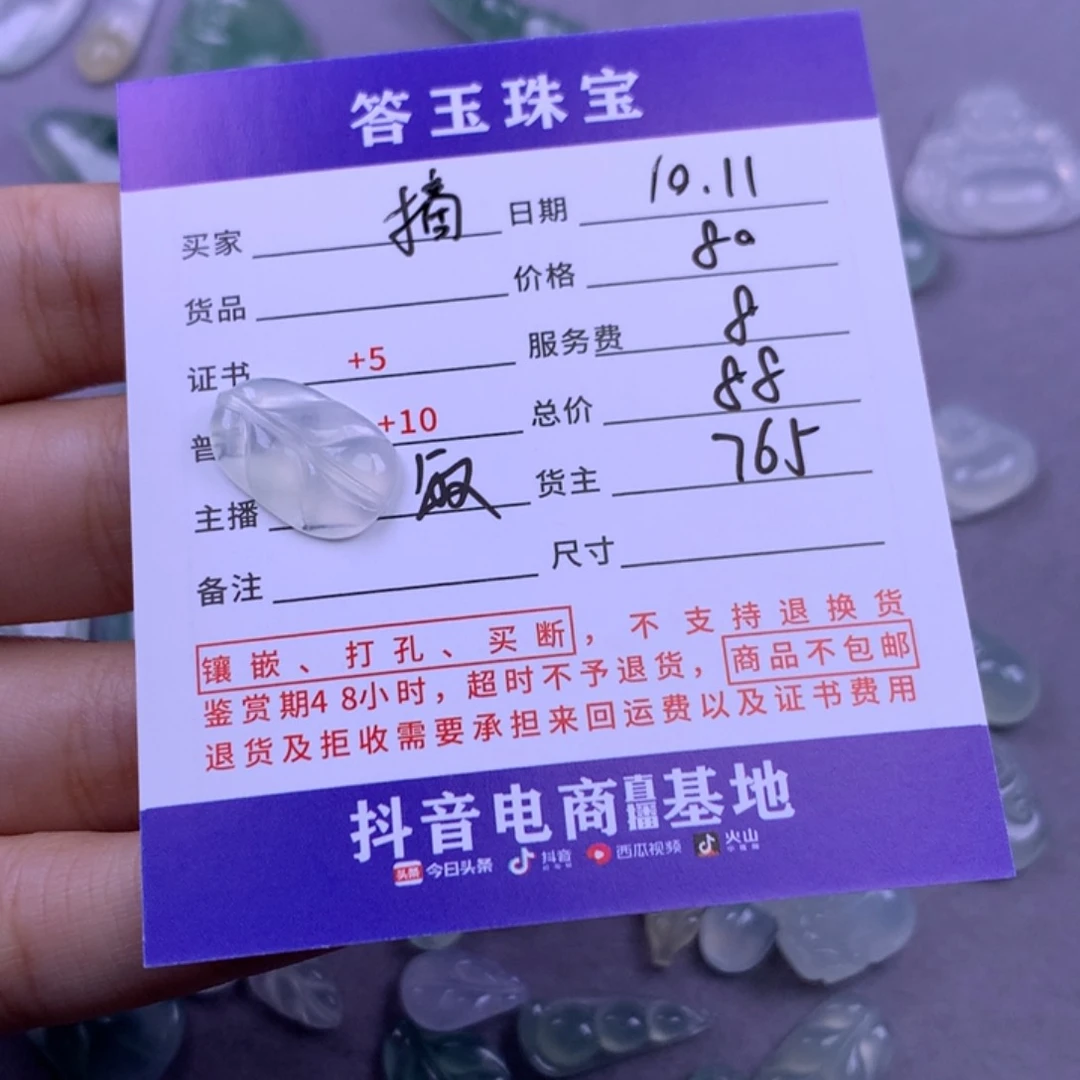 答玉珠宝
买家 摘 日期 10.11
货品 价格 80
证书 +5 服务费 8
普 +10 总价 88
主播 货主 765
备注 尺寸
镶嵌、打孔、买断，不支持退换货
鉴赏期48小时，超时不予退货，商品不包邮
退货及拒收需要承担来回运费以及证书费用
抖音电商直播基地
头条 今日头条 抖音 西瓜视频 火山